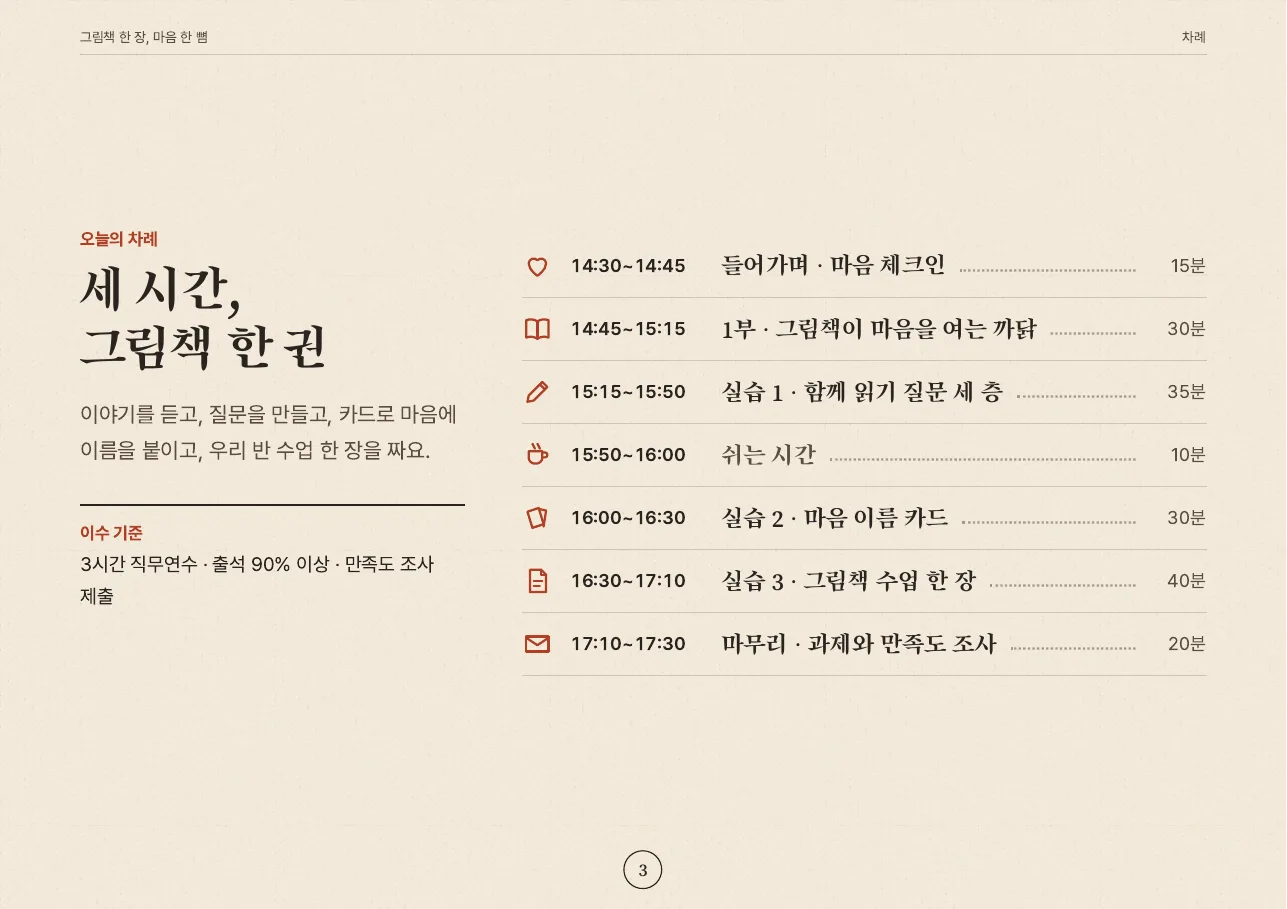 그림책 한 장, 마음 한 뼘
차례
오늘의 차례
세 시간,
그림책 한 권
이야기를 듣고, 질문을 만들고, 카드로 마음에
이름을 붙이고, 우리 반 수업 한 장을 짜요.
이수 기준
3시간 직무연수 · 출석 90% 이상 · 만족도 조사
제출
14:30~14:45 들어가며 · 마음 체크인 15분
14:45~15:15 1부 · 그림책이 마음을 여는 까닭 30분
15:15~15:50 실습 1 · 함께 읽기 질문 세 층 35분
15:50~16:00 쉬는 시간 10분
16:00~16:30 실습 2 · 마음 이름 카드 30분
16:30~17:10 실습 3 · 그림책 수업 한 장 40분
17:10~17:30 마무리 · 과제와 만족도 조사 20분
3